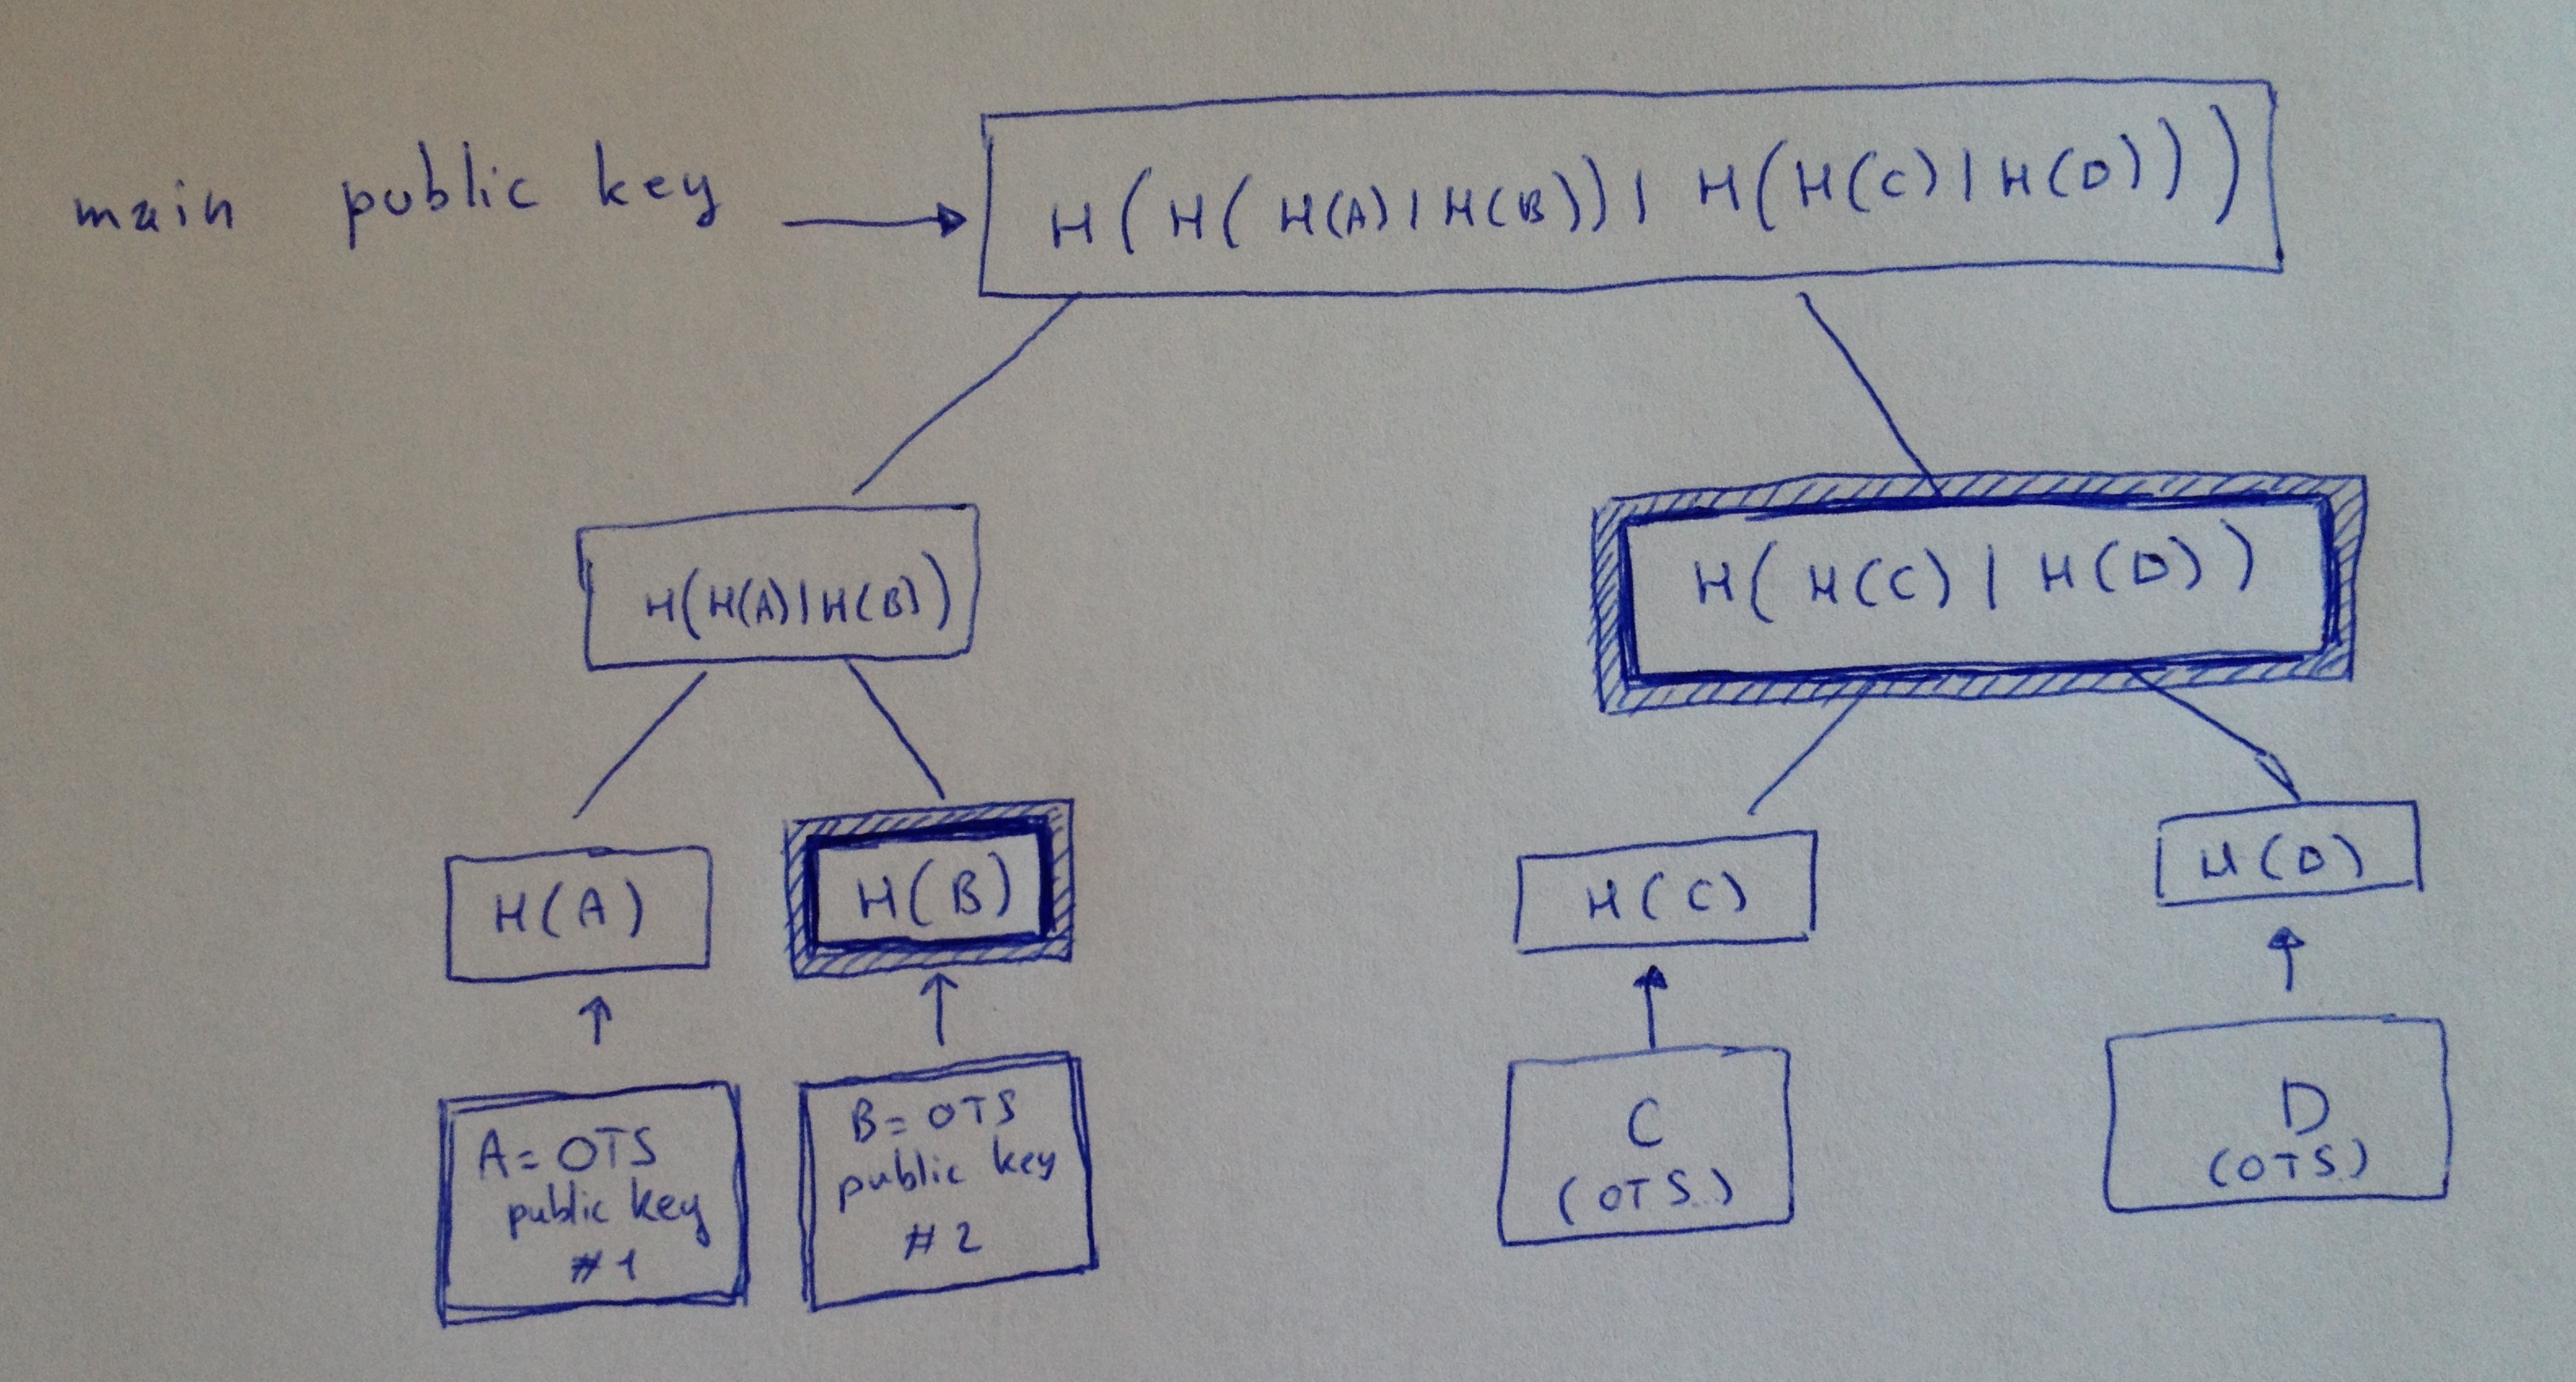 main public key
H(H(H(A)|H(B))|H(H(C)|H(D)))
H(H(A)|H(B))
H(H(C)|H(D))
H(A)
H(B)
H(C)
H(D)
A=OTS
public key
#1
B=OTS
public key
#2
C
(OTS)
D
(OTS)